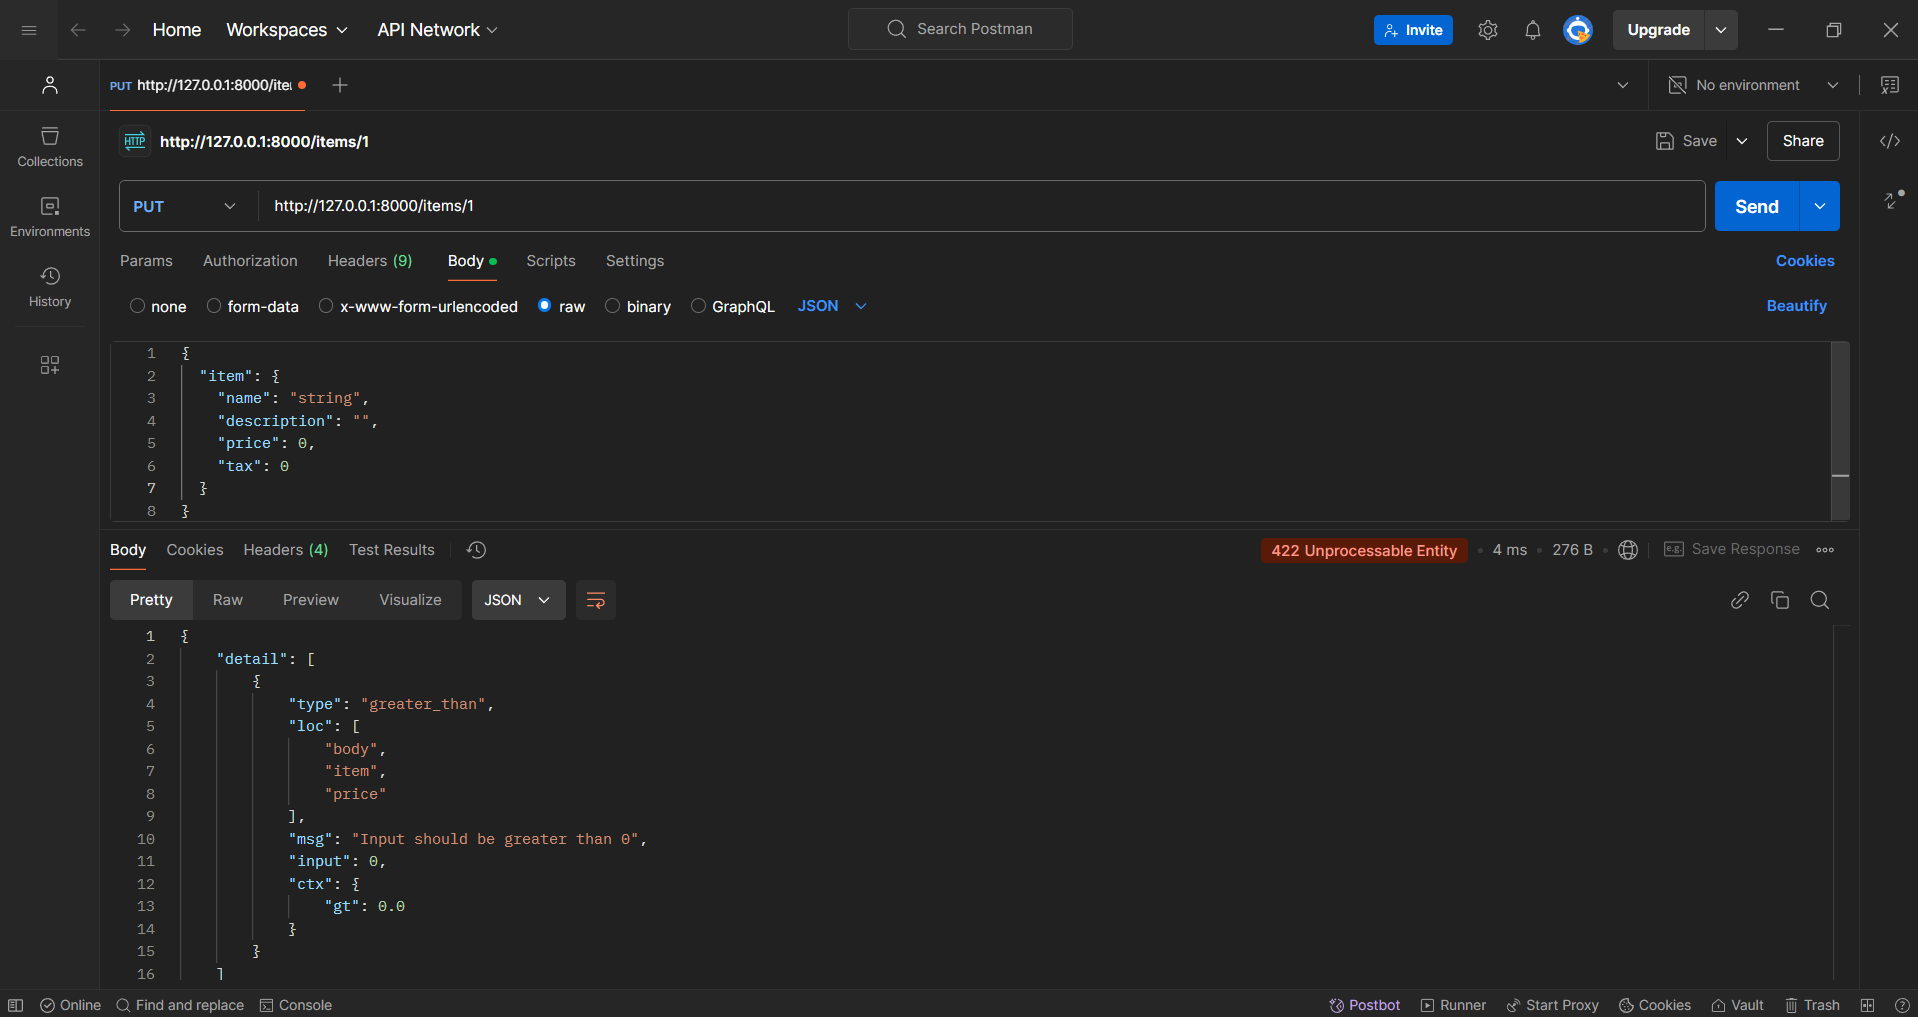 Home Workspaces API Network Search Postman Invite Upgrade
PUT http://127.0.0.1:8000/ite No environment
HTTP http://127.0.0.1:8000/items/1 Save Share
Collections
Environments
History
PUT http://127.0.0.1:8000/items/1 Send
Params Authorization Headers (9) Body Scripts Settings Cookies
none form-data x-www-form-urlencoded raw binary GraphQL JSON Beautify
1 {
2 "item": {
3 "name": "string",
4 "description": "",
5 "price": 0,
6 "tax": 0
7 }
8 }
Body Cookies Headers (4) Test Results 422 Unprocessable Entity • 4 ms • 276 B • e.g. Save Response
Pretty Raw Preview Visualize JSON
1 {
2 "detail": [
3 {
4 "type": "greater_than",
5 "loc": [
6 "body",
7 "item",
8 "price"
9 ],
10 "msg": "Input should be greater than 0",
11 "input": 0,
12 "ctx": {
13 "gt": 0.0
14 }
15 }
16 ]
Online Find and replace Console Postbot Runner Start Proxy Cookies Vault Trash